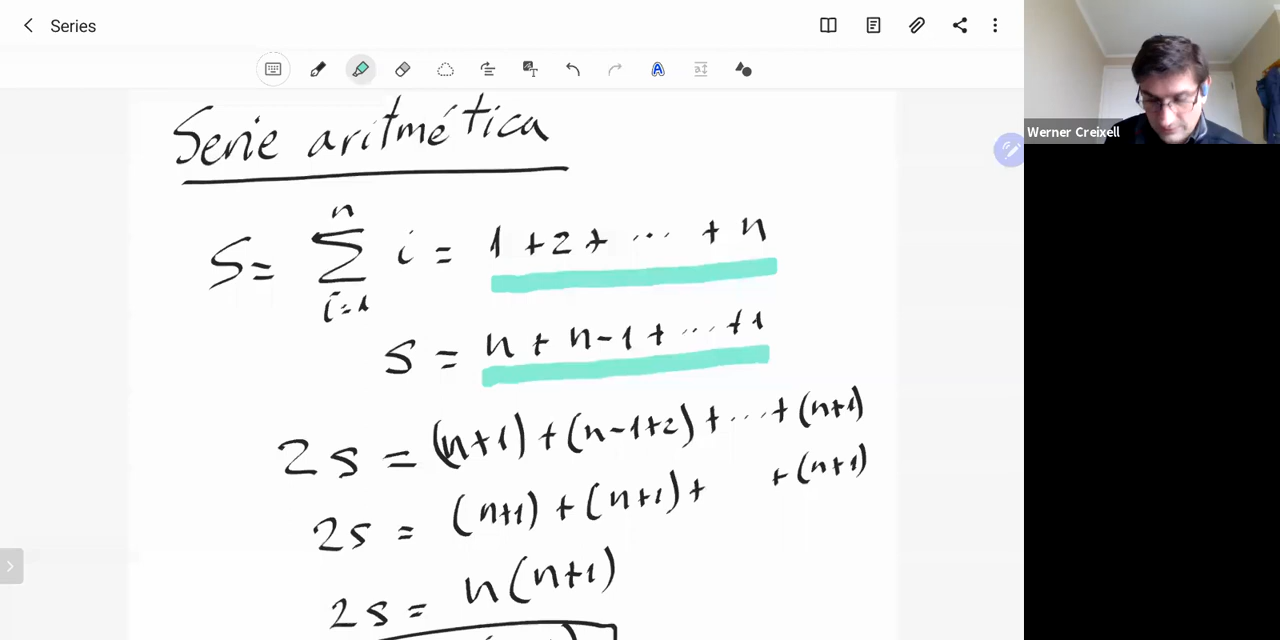 Series
Werner Creixell
Serie aritmética
S = \sum_{i=1}^{n} i = 1 + 2 + ... + n
S = n + n-1 + ... + 1
2S = (n+1) + (n-1+2) + ... + (n+1)
2S = (n+1) + (n+1) + + (n+1)
2S = n(n+1)